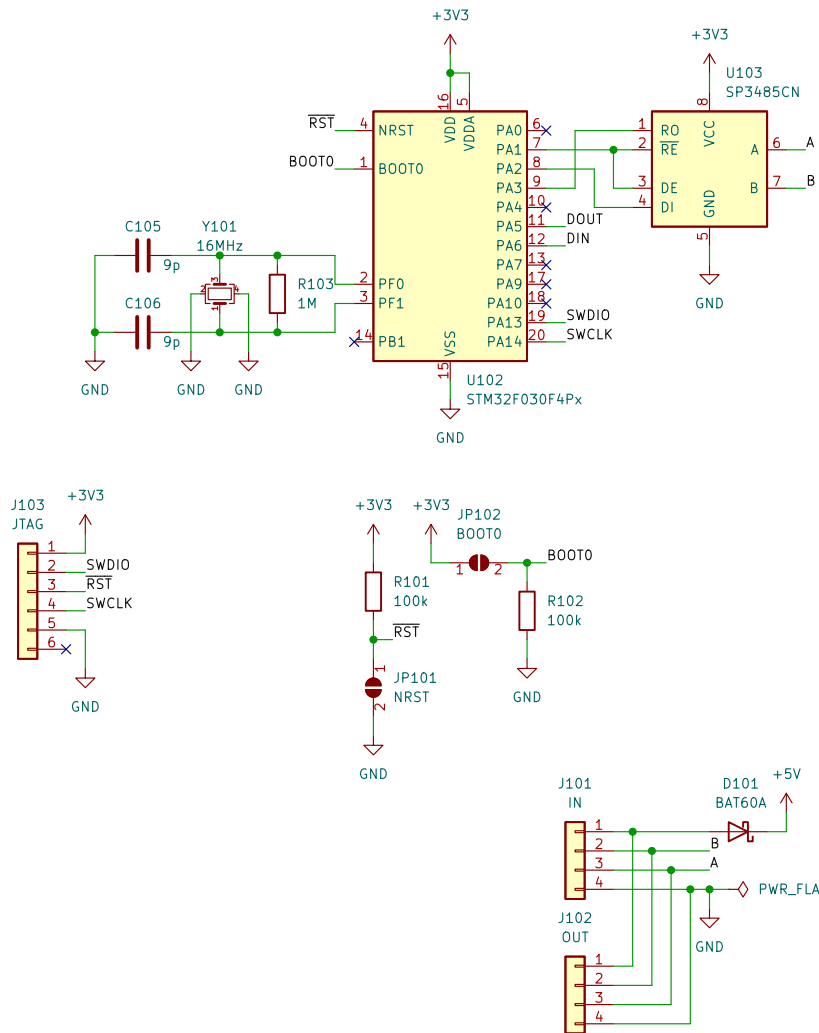 +3V3
+3V3
U103
SP3485CN
16
5
8
VDD
VDDA
VCC
RST
4
NRST
PA0
6
1
RO
BOOT0
1
BOOT0
PA1
7
2
RE
A
6
A
PA2
8
3
DE
B
7
B
PA3
9
4
DI
GND
5
GND
PA4
10
PA5
11
DOUT
PA6
12
DIN
PA7
13
PA9
17
PA10
18
PA13
19
SWDIO
PA14
20
SWCLK
C105
9p
Y101
16MHz
3
2
4
1
R103
1M
2
PF0
3
PF1
C106
9p
14
PB1
VSS
15
GND
GND
GND
U102
STM32F030F4Px
GND
J103
JTAG
+3V3
1
2
SWDIO
3
RST
4
SWCLK
5
6
GND
+3V3
R101
100k
RST
1
JP101
NRST
2
GND
+3V3
JP102
BOOT0
1
2
BOOT0
R102
100k
GND
J101
IN
D101
BAT60A
+5V
1
2
B
3
A
4
PWR_FLA
GND
J102
OUT
1
2
3
4